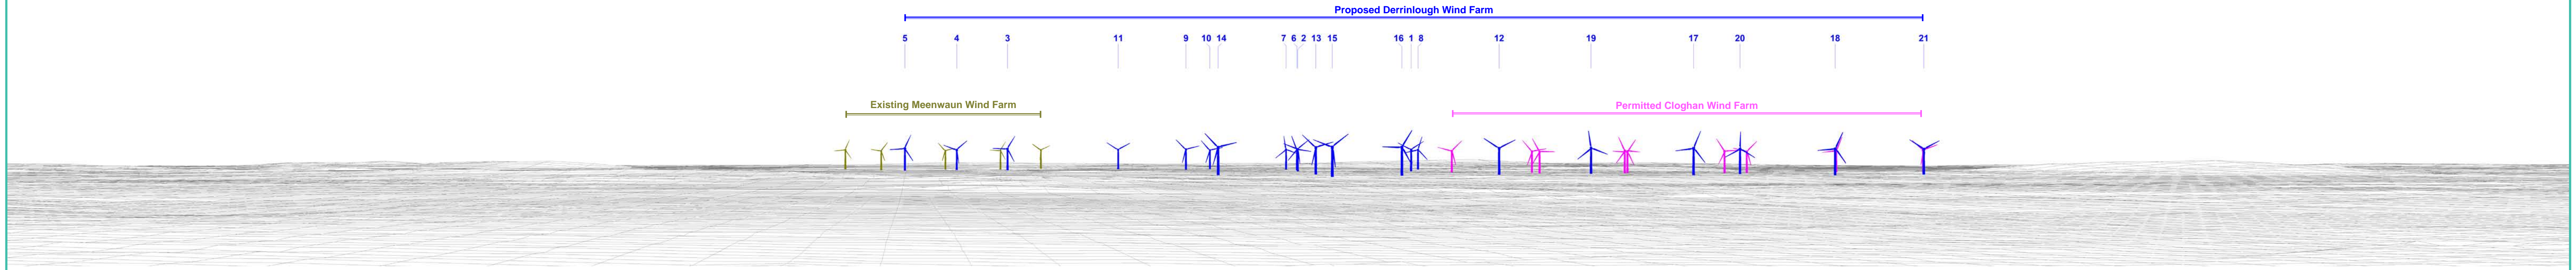 Proposed Derrinlough Wind Farm
5 4 3 11 9 10 14 7 6 2 13 15 16 1 8 12 19 17 20 18 21
Existing Meenwaun Wind Farm Permitted Cloghan Wind Farm